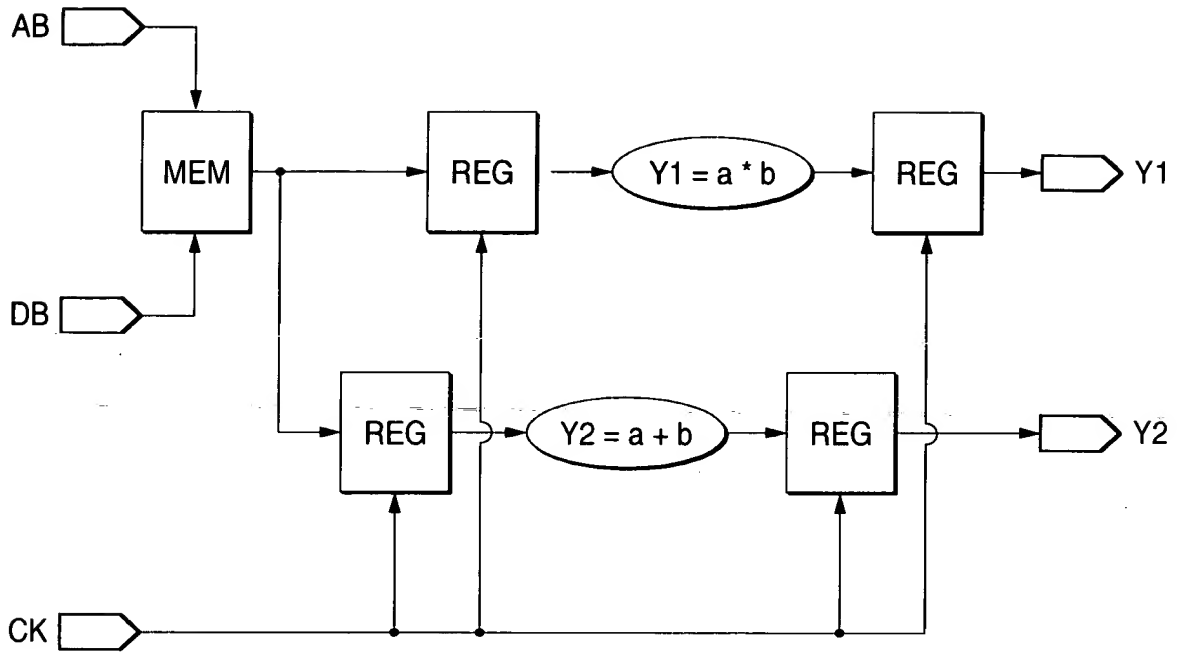 AB
MEM
REG
Y1 = a * b
REG
Y1
DB
REG
Y2 = a + b
REG
Y2
CK